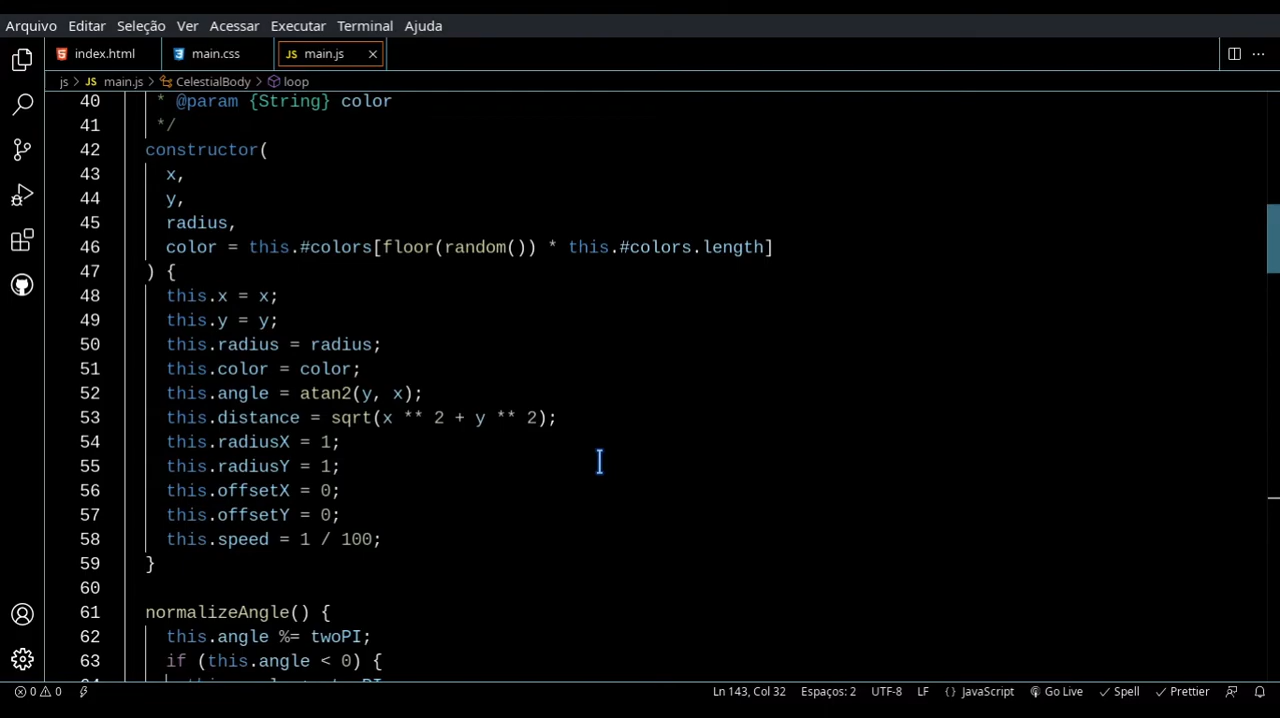 Arquivo Editar Seleção Ver Acessar Executar Terminal Ajuda
index.html main.css JS main.js
js > JS main.js > CelestialBody > loop
40 * @param {String} color
41 */
42 constructor(
43 x,
44 y,
45 radius,
46 color = this.#colors[floor(random()) * this.#colors.length]
47 ) {
48 this.x = x;
49 this.y = y;
50 this.radius = radius;
51 this.color = color;
52 this.angle = atan2(y, x);
53 this.distance = sqrt(x ** 2 + y ** 2);
54 this.radiusX = 1;
55 this.radiusY = 1;
56 this.offsetX = 0;
57 this.offsetY = 0;
58 this.speed = 1 / 100;
59 }
60
61 normalizeAngle() {
62 this.angle %= twoPI;
63 if (this.angle < 0) {
0 0 Ln 143, Col 32 Espaços: 2 UTF-8 LF {} JavaScript Go Live Spell Prettier